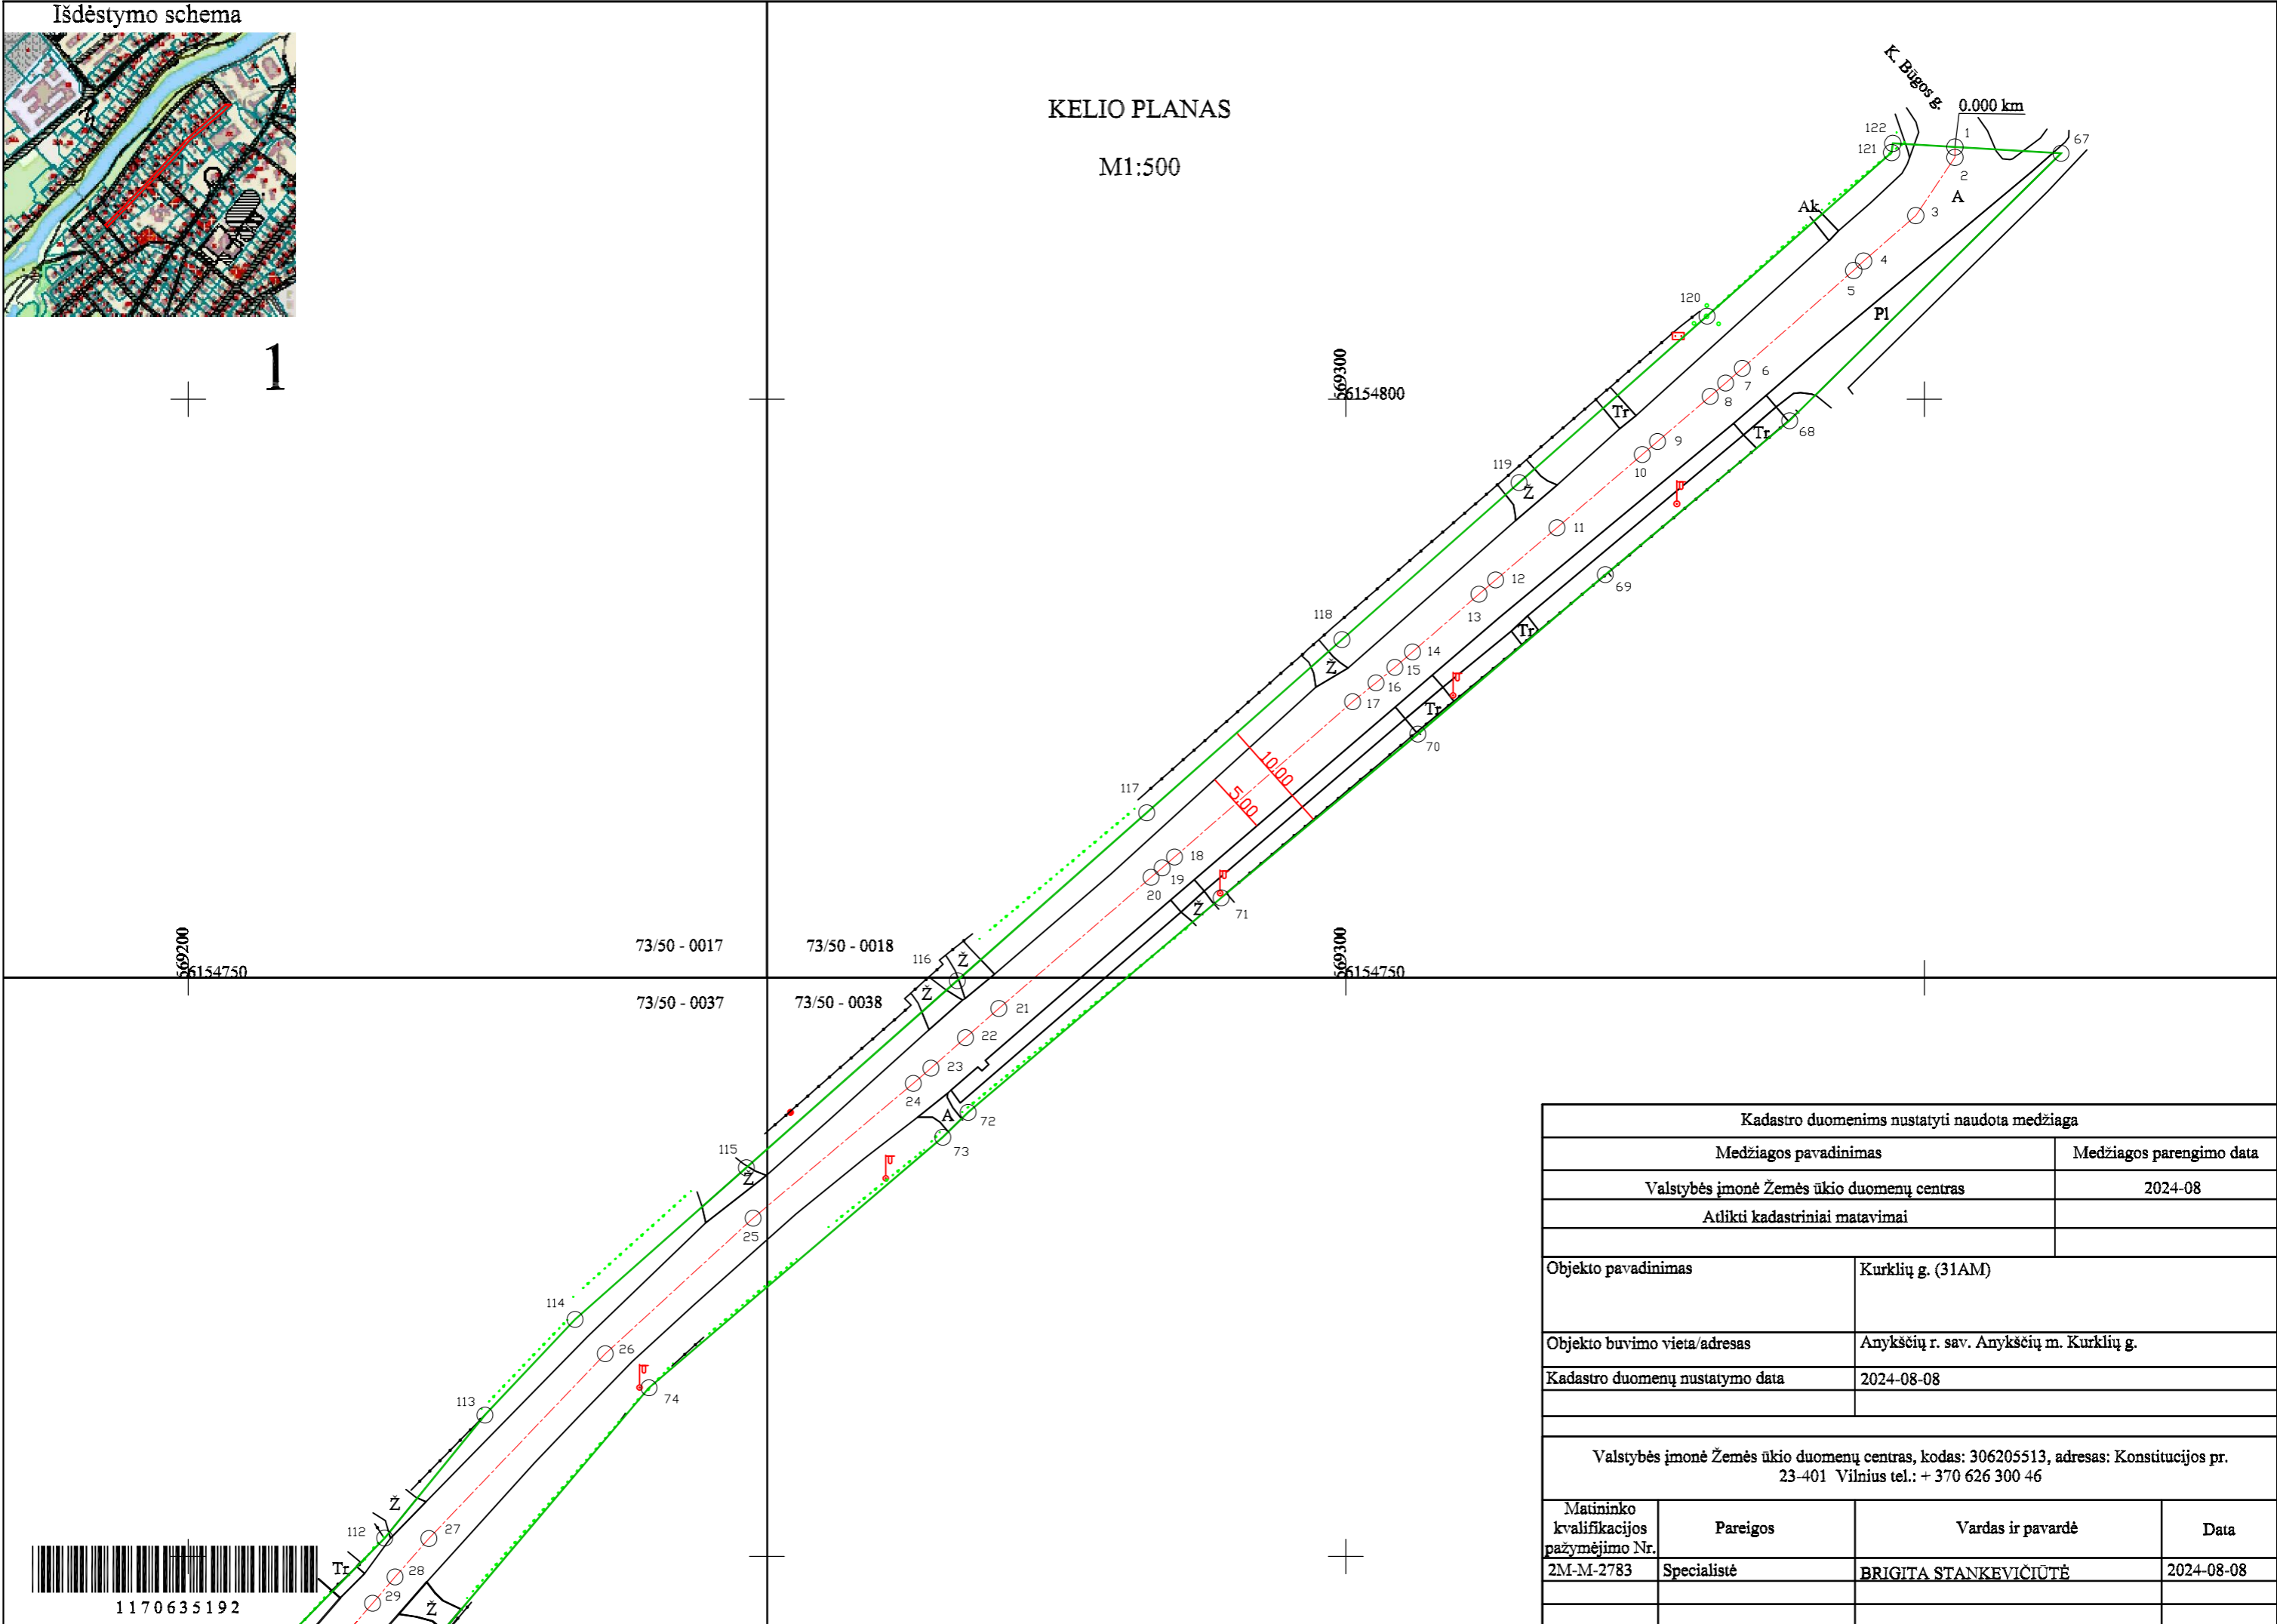 Išdėstymo schema
1
KELIO PLANAS
M1:500
K. Būgos g.
0.000 km
122
121
1
2
67
A
3
Ak
4
5
Pl
120
6
7
8
569300
6154800
Tr
68
Tr
9
10
119
Ž
11
69
12
13
118
Ž
Tr
14
15
16
17
Tr
70
10.00
5.00
117
18
19
20
Ž
71
569200
6154750
73/50 - 0017
73/50 - 0018
569300
6154750
116
Ž
Ž
73/50 - 0037
73/50 - 0038
21
22
23
24
A
72
73
115
Ž
25
114
26
74
113
Ž
112
27
Tr
28
29
Ž
1170635192
Kadastro duomenims nustatyti naudota medžiaga
Medžiagos pavadinimas
Medžiagos parengimo data
Valstybės įmonė Žemės ūkio duomenų centras
2024-08
Atlikti kadastriniai matavimai
Objekto pavadinimas
Kurklių g. (31AM)
Objekto buvimo vieta/adresas
Anykščių r. sav. Anykščių m. Kurklių g.
Kadastro duomenų nustatymo data
2024-08-08
Valstybės įmonė Žemės ūkio duomenų centras, kodas: 306205513, adresas: Konstitucijos pr.
23-401 Vilnius tel.: + 370 626 300 46
Matininko
kvalifikacijos
pažymėjimo Nr.
Pareigos
Vardas ir pavardė
Data
2M-M-2783
Specialistė
BRIGITA STANKEVIČIŪTĖ
2024-08-08